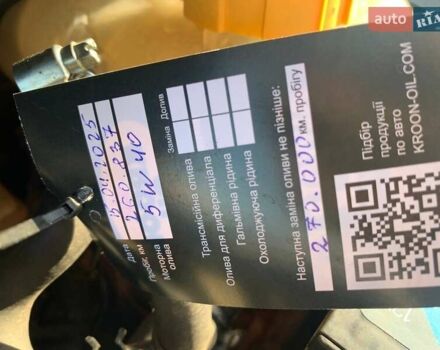 auto
RIA
Дата 15.04.2025
Пробіг, км 260.837
Моторна олива 5W40
Заміна Долив
Трансмісійна олива
Олива для диференціала
Гальмівна рідина
Охолоджуюча рідина
Наступна заміна оливи не пізніше:
270.000 км. пробігу
Підбір
продукції
по авто
KROON-OIL.COM